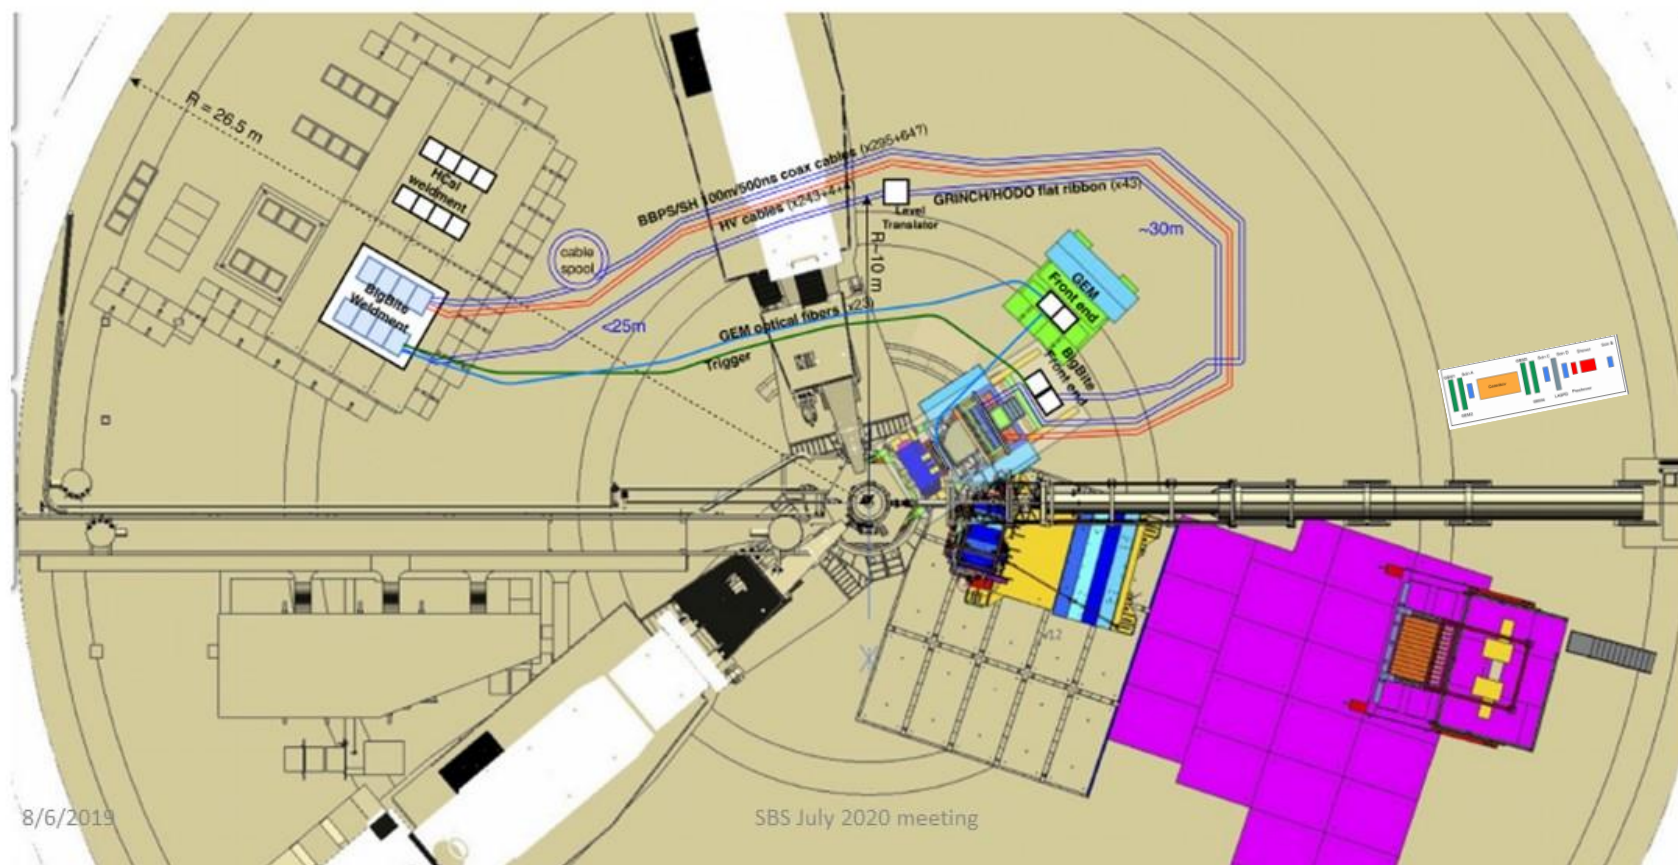 R = 26.5 m
HCal
weldment
BBPS/SH 100m/500ns coax cables (x295+647)
HV cables (x243+4+4)
GRINCH/HODO flat ribbon (x43)
Level
Translator
~30m
cable
spool
R~10 m
BigBite
Weldment
GEM
Front end
<25m
GEM optical fibers (x23)
Trigger
BigBite
Front end
x12
8/6/2019
SBS July 2020 meeting